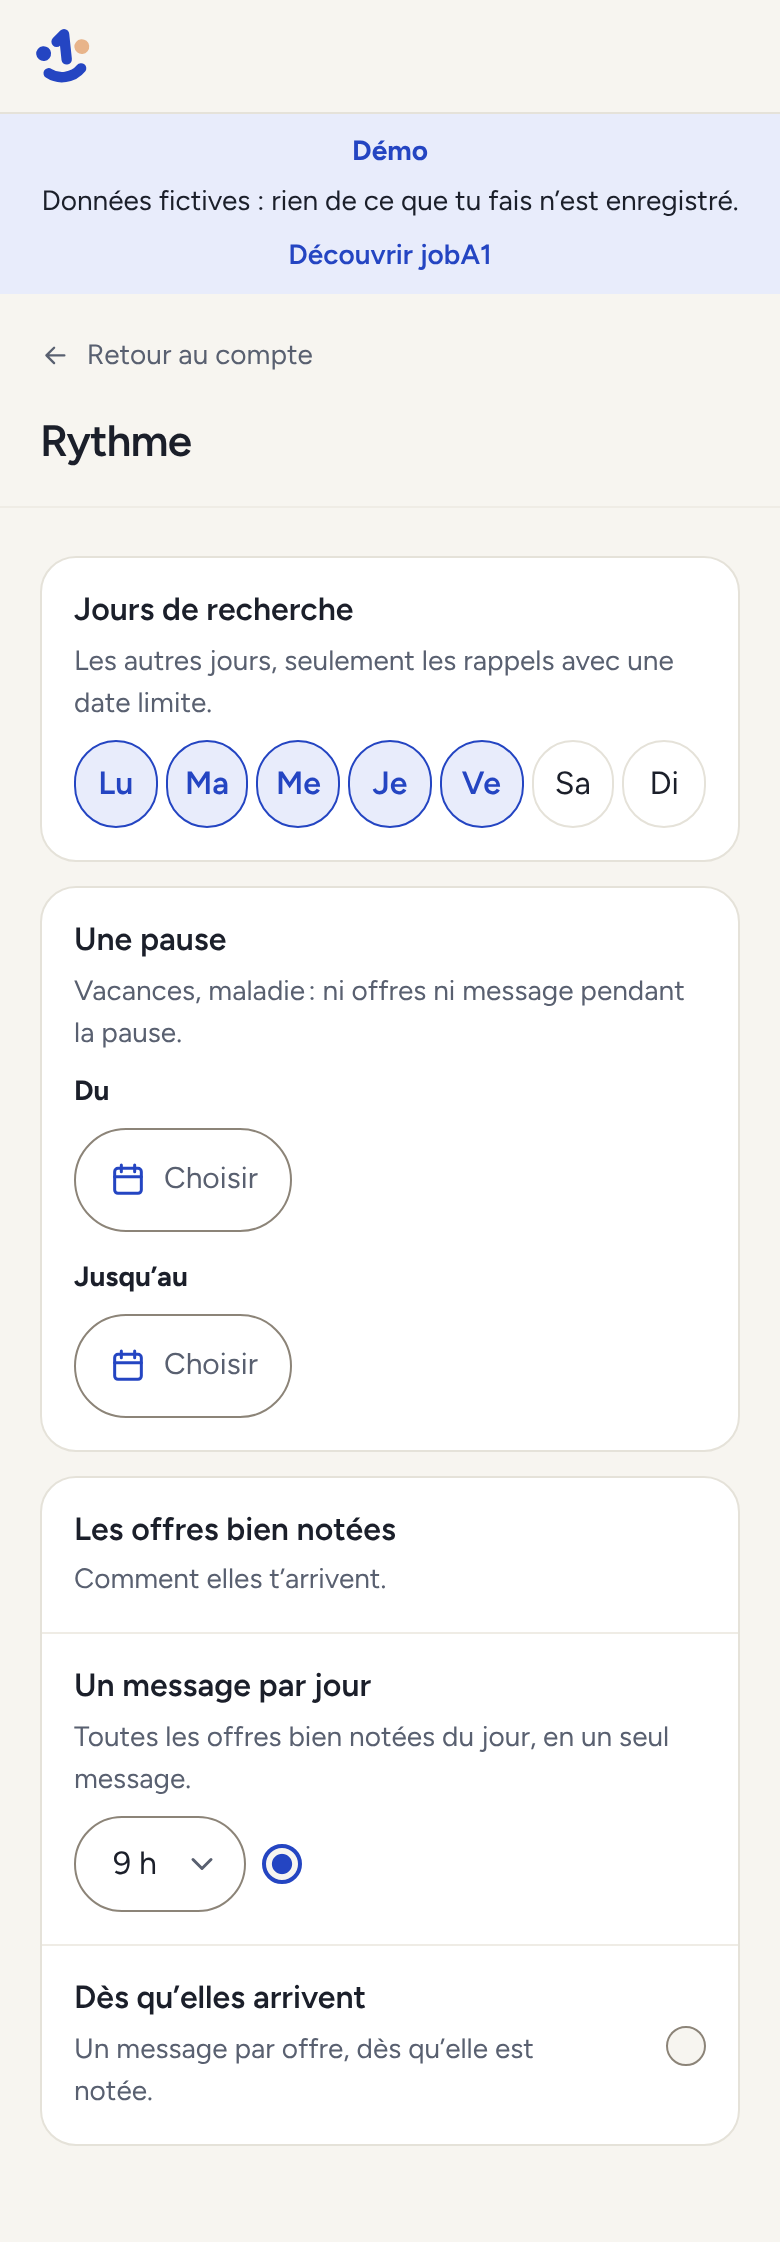 Démo
Données fictives : rien de ce que tu fais n’est enregistré.
Découvrir jobA1
← Retour au compte
Rythme
Jours de recherche
Les autres jours, seulement les rappels avec une
date limite.
Lu Ma Me Je Ve Sa Di
Une pause
Vacances, maladie : ni offres ni message pendant
la pause.
Du
Choisir
Jusqu’au
Choisir
Les offres bien notées
Comment elles t’arrivent.
Un message par jour
Toutes les offres bien notées du jour, en un seul
message.
9 h
Dès qu’elles arrivent
Un message par offre, dès qu’elle est
notée.